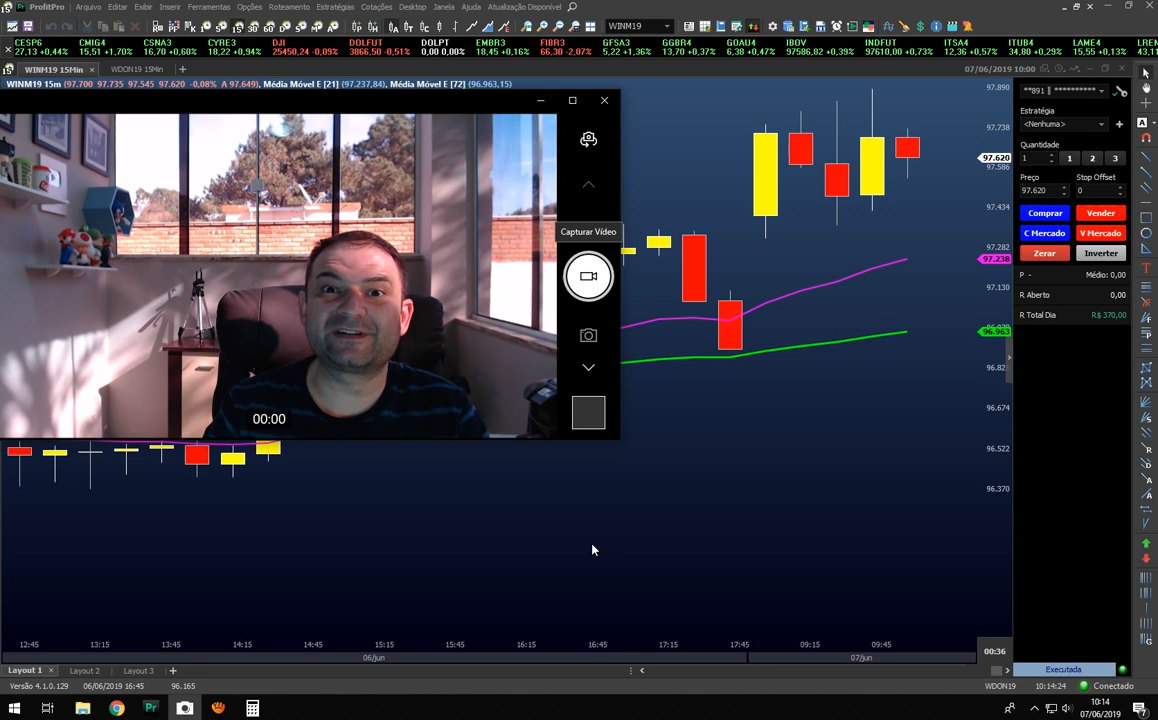 ProfitPro Arquivo Editar Exibir Inserir Ferramentas Opções Roteamento Estratégias Cotações Desktop Janela Ajuda Atualização Disponível
WINM19
CESP6 CMIG4 CSNA3 CYRE3 DJI DOLFUT DOLPT EMBR3 FIBR3 GFSA3 GGBR4 GOAU4 IBOV INDFUT ITSA4 ITUB4 LAME4 LREN
27,13 +0,44% 15,51 +1,70% 16,70 +0,60% 18,22 +0,94% 25450,24 -0,09% 3866,50 -0,51% 0,00 0,00% 18,45 +0,16% 66,30 -2,07% 5,22 +1,36% 13,96 +0,22% 6,38 +0,47% 97586,82 +0,39% 97610,00 +0,73% 12,36 +0,57% 34,80 +0,29% 15,55 +0,13% 43,11
WINM19 15Min WDON19 15Min 07/06/2019 10:00
WINM19 15m (97.700 97.735 97.545 97.620 -0,08% A 97.649), Média Móvel E [21] (97.237,84), Média Móvel E [72] (96.963,15)
97.890
97.738
97.620
97.586
97.434
97.282
97.238
97.130
96.963
96.674
96.522
96.370
Capturar Vídeo
00:00
**891 || **********
Estratégia
<Nenhuma>
Quantidade
1 1 2 3
Preço Stop Offset
97.620 0
Comprar Vender
C Mercado V Mercado
Zerar Inverter
P - Médio: 0,00
R Aberto 0,00
R Total Dia R$ 370,00
12:45 13:15 13:45 14:15 14:45 15:15 15:45 16:15 16:45 17:15 17:45 09:15 09:45
06/jun 07/jun
00:36
Layout 1 Layout 2 Layout 3
Executada
Versão 4.1.0.129 06/06/2019 16:45 96.165 WDON19 10:14:24 Conectado
10:14
07/06/2019